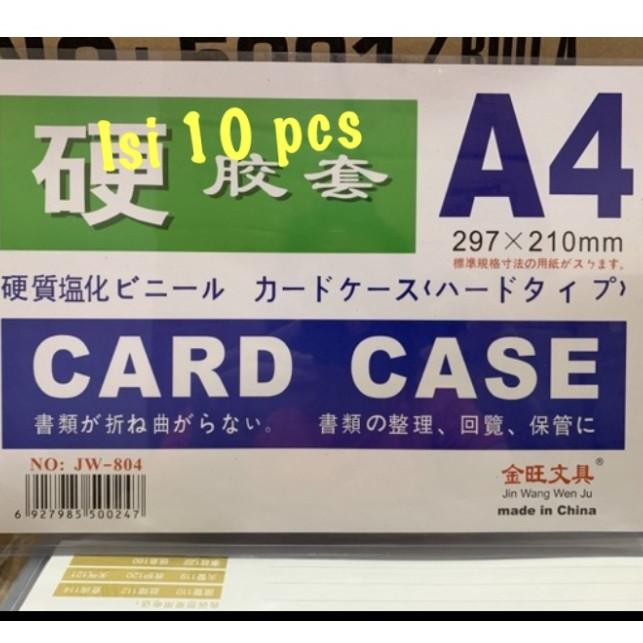 Isi 10 pcs
硬胶套
A4
297×210mm
標準規格寸法の用紙がスケます。
硬質塩化ビニール カードケース(ハードタイプ)
CARD CASE
書類が折ね曲がらない。 書類の整理、回覧、保管に
NO: JW-804
6 927985 500247
金旺文具®
Jin Wang Wen Ju
made in China